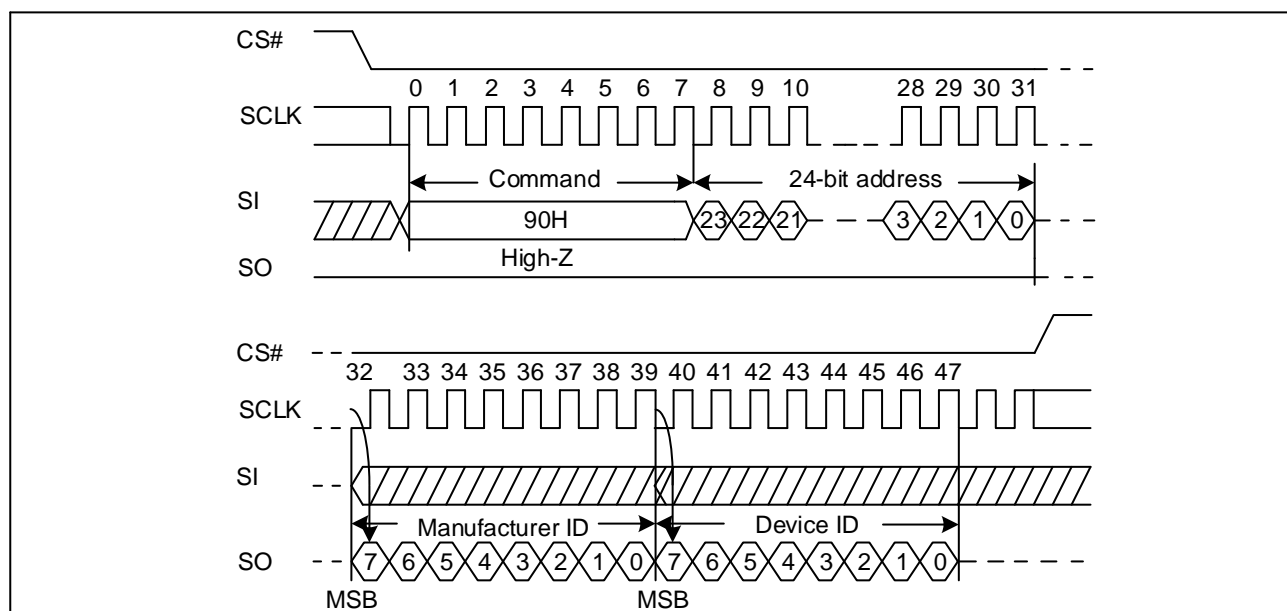 CS#
0 1 2 3 4 5 6 7 8 9 10 28 29 30 31
SCLK
Command 24-bit address
SI
90H 23 22 21 3 2 1 0
High-Z
SO
CS#
32 33 34 35 36 37 38 39 40 41 42 43 44 45 46 47
SCLK
SI
Manufacturer ID Device ID
SO 7 6 5 4 3 2 1 0 7 6 5 4 3 2 1 0
MSB MSB